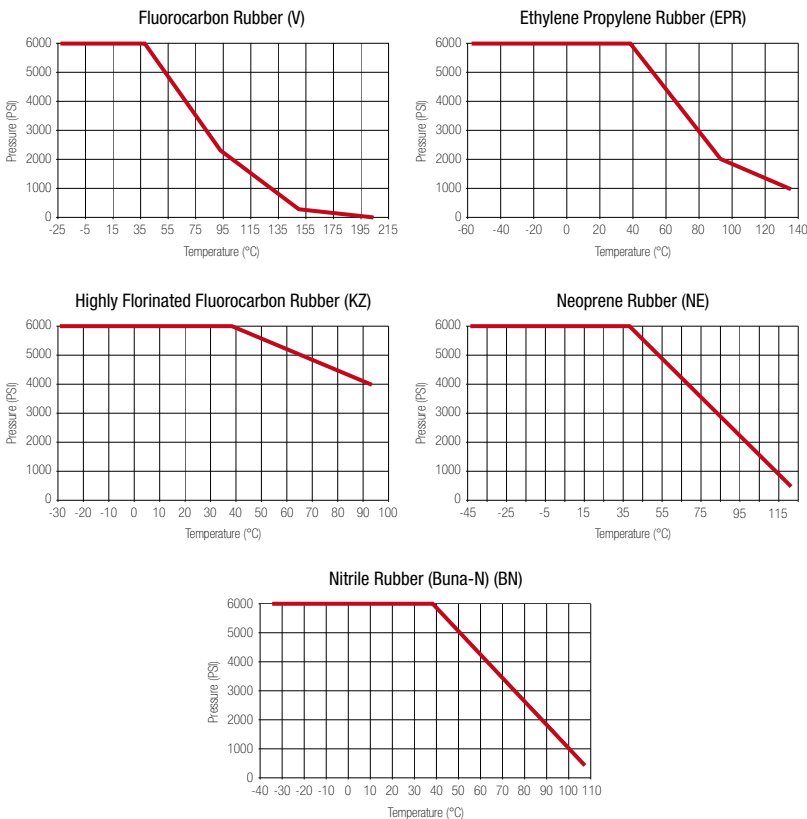 Fluorocarbon Rubber (V)
6000
5000
4000
3000
2000
1000
0
Pressure (PSI)
-25 -5 15 35 55 75 95 115 135 155 175 195 215
Temperature (°C)
Ethylene Propylene Rubber (EPR)
6000
5000
4000
3000
2000
1000
0
Pressure (PSI)
-60 -40 -20 0 20 40 60 80 100 120 140
Temperature (°C)
Highly Florinated Fluorocarbon Rubber (KZ)
6000
5000
4000
3000
2000
1000
0
Pressure (PSI)
-30 -20 -10 0 10 20 30 40 50 60 70 80 90 100
Temperature (°C)
Neoprene Rubber (NE)
6000
5000
4000
3000
2000
1000
0
Pressure (PSI)
-45 -25 -5 15 35 55 75 95 115
Temperature (°C)
Nitrile Rubber (Buna-N) (BN)
6000
5000
4000
3000
2000
1000
0
Pressure (PSI)
-40 -30 -20 -10 0 10 20 30 40 50 60 70 80 90 100 110
Temperature (°C)